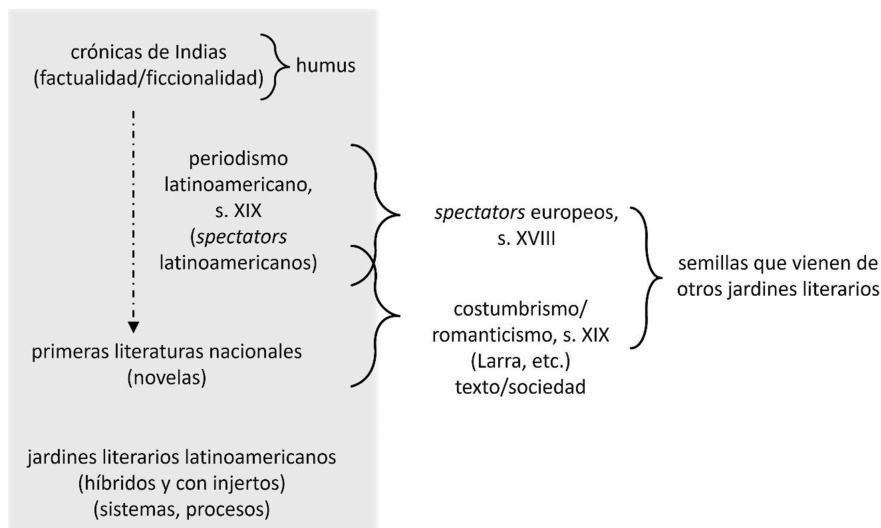 crónicas de Indias
(factualidad/ficcionalidad)
humus
periodismo
latinoamericano,
s. XIX
(spectators
latinoamericanos)
primeras literaturas nacionales
(novelas)
jardines literarios latinoamericanos
(híbridos y con injertos)
(sistemas, procesos)
spectators europeos,
s. XVIII
costumbrismo/
romanticismo, s. XIX
(Larra, etc.)
texto/sociedad
semillas que vienen de
otros jardines literarios